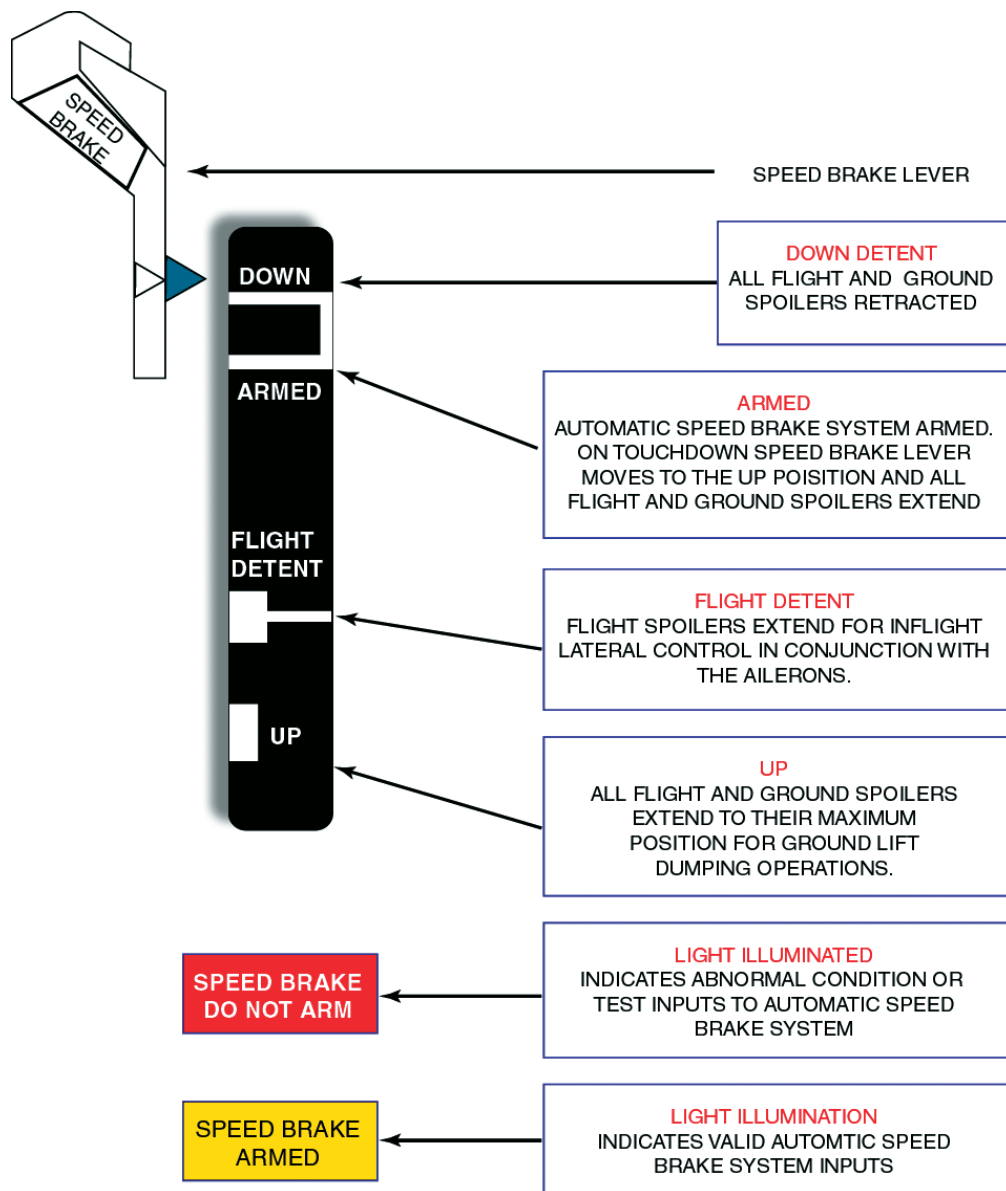 SPEED
BRAKE
SPEED BRAKE LEVER
DOWN
DOWN DETENT
ALL FLIGHT AND GROUND
SPOILERS RETRACTED
ARMED
ARMED
AUTOMATIC SPEED BRAKE SYSTEM ARMED.
ON TOUCHDOWN SPEED BRAKE LEVER
MOVES TO THE UP POISITION AND ALL
FLIGHT AND GROUND SPOILERS EXTEND
FLIGHT
DETENT
FLIGHT DETENT
FLIGHT SPOILERS EXTEND FOR INFLIGHT
LATERAL CONTROL IN CONJUNCTION WITH
THE AILERONS.
UP
UP
ALL FLIGHT AND GROUND SPOILERS
EXTEND TO THEIR MAXIMUM
POSITION FOR GROUND LIFT
DUMPING OPERATIONS.
SPEED BRAKE
DO NOT ARM
LIGHT ILLUMINATED
INDICATES ABNORMAL CONDITION OR
TEST INPUTS TO AUTOMATIC SPEED
BRAKE SYSTEM
SPEED BRAKE
ARMED
LIGHT ILLUMINATION
INDICATES VALID AUTOMTIC SPEED
BRAKE SYSTEM INPUTS